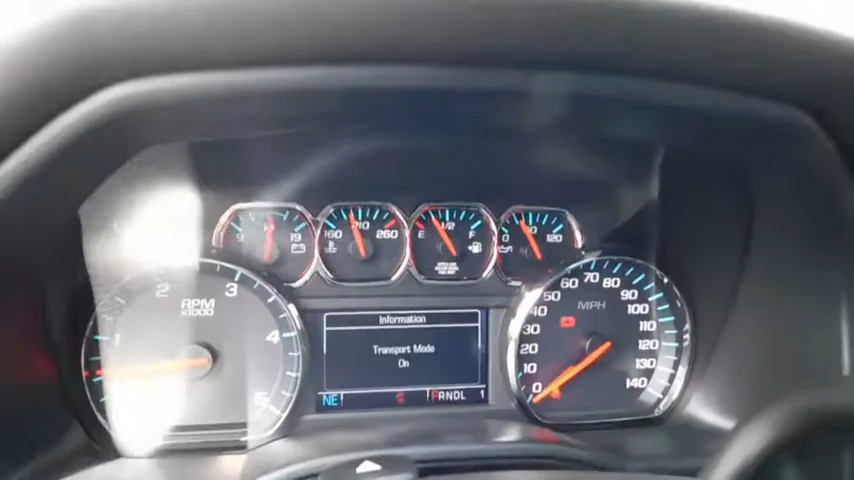 9 19
160 210 260
E 1/2 F
0 60 120
2 3 4 5
RPM
X1000
0 10 20 30 40 50 60 70 80 90 100 110 120 130 140
MPH
Information
Transport Mode
On
NE
PRNDL 1